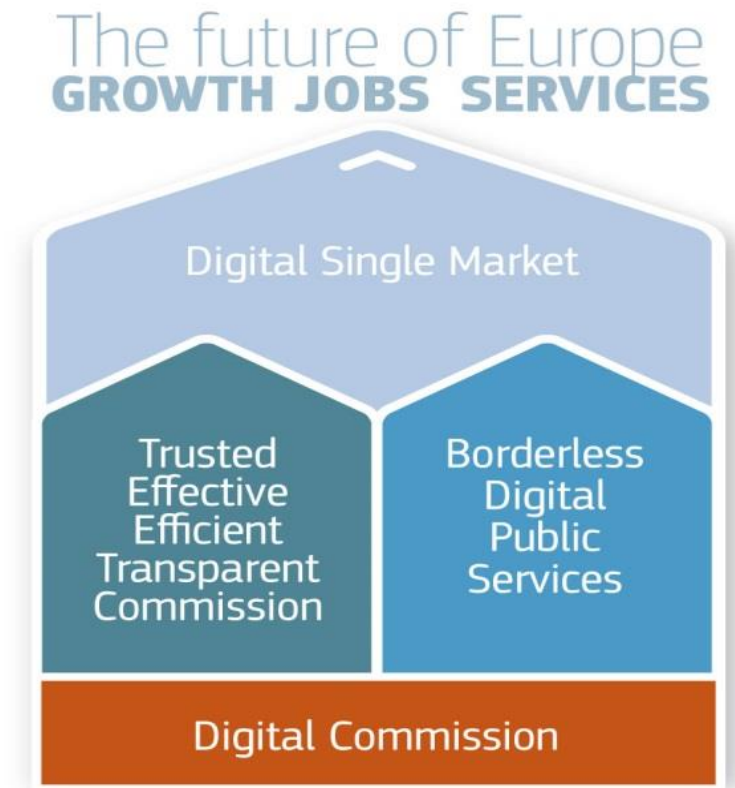 The future of Europe
GROWTH JOBS SERVICES
Digital Single Market
Trusted
Effective
Efficient
Transparent
Commission
Borderless
Digital
Public
Services
Digital Commission